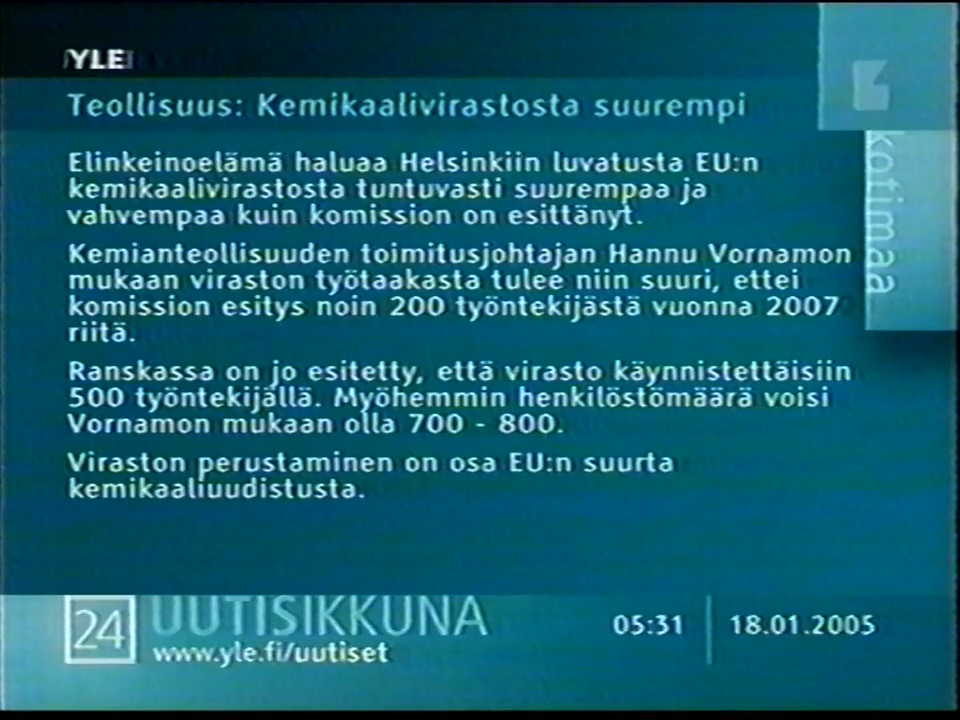 YLE
Teollisuus: Kemikaalivirastosta suurempi
Elinkeinoelämä haluaa Helsinkiin luvatusta EU:n
kemikaalivirastosta tuntuvasti suurempaa ja
vahvempaa kuin komission on esittänyt.
Kemianteollisuuden toimitusjohtajan Hannu Vornamon
mukaan viraston työtaakasta tulee niin suuri, ettei
komission esitys noin 200 työntekijästä vuonna 2007
riitä.
Ranskassa on jo esitetty, että virasto käynnistettäisiin
500 työntekijällä. Myöhemmin henkilöstömäärä voisi
Vornamon mukaan olla 700 - 800.
Viraston perustaminen on osa EU:n suurta
kemikaaliuudistusta.
kotimaa
24 UUTISIKKUNA
www.yle.fi/uutiset
05:31 18.01.2005